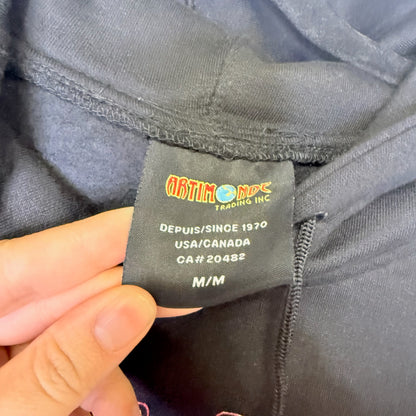 ARTIMONDE
TRADING INC
DEPUIS/SINCE 1970
USA/CANADA
CA#20482
M/M